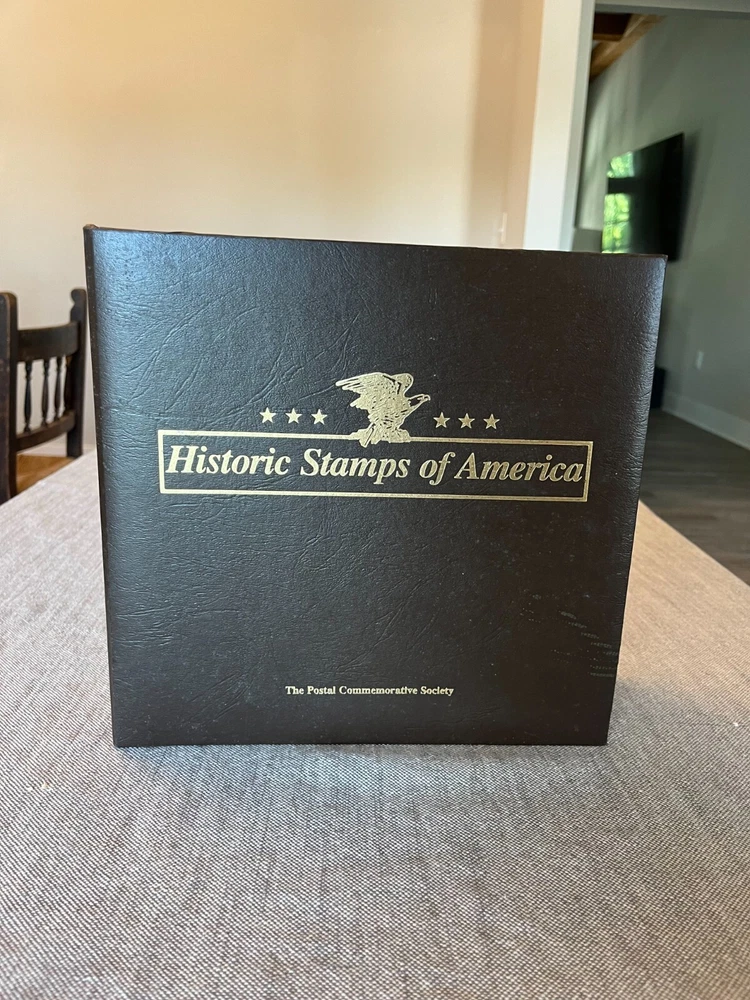 Historic Stamps of America
The Postal Commemorative Society